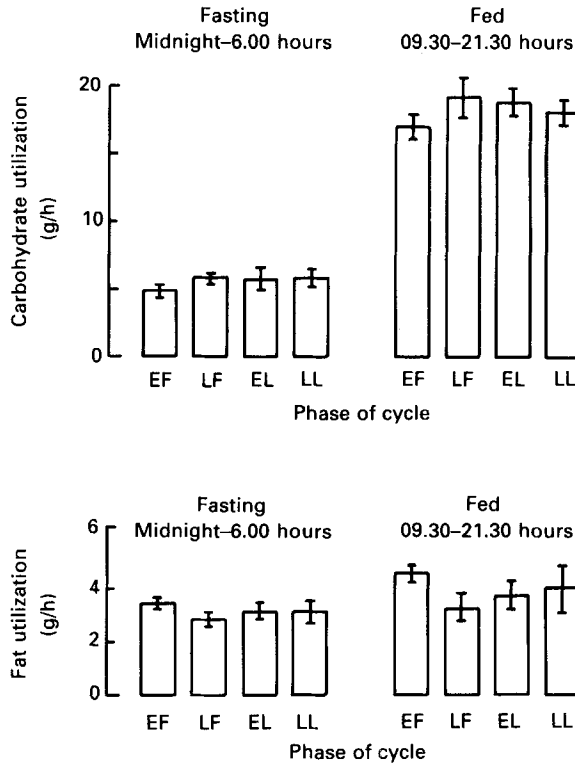 Fasting
Midnight–6.00 hours
Fed
09.30–21.30 hours
Carbohydrate utilization
(g/h)
20
10
0
EF LF EL LL EF LF EL LL
Phase of cycle
Fasting
Midnight–6.00 hours
Fed
09.30–21.30 hours
Fat utilization
(g/h)
6
4
2
0
EF LF EL LL EF LF EL LL
Phase of cycle